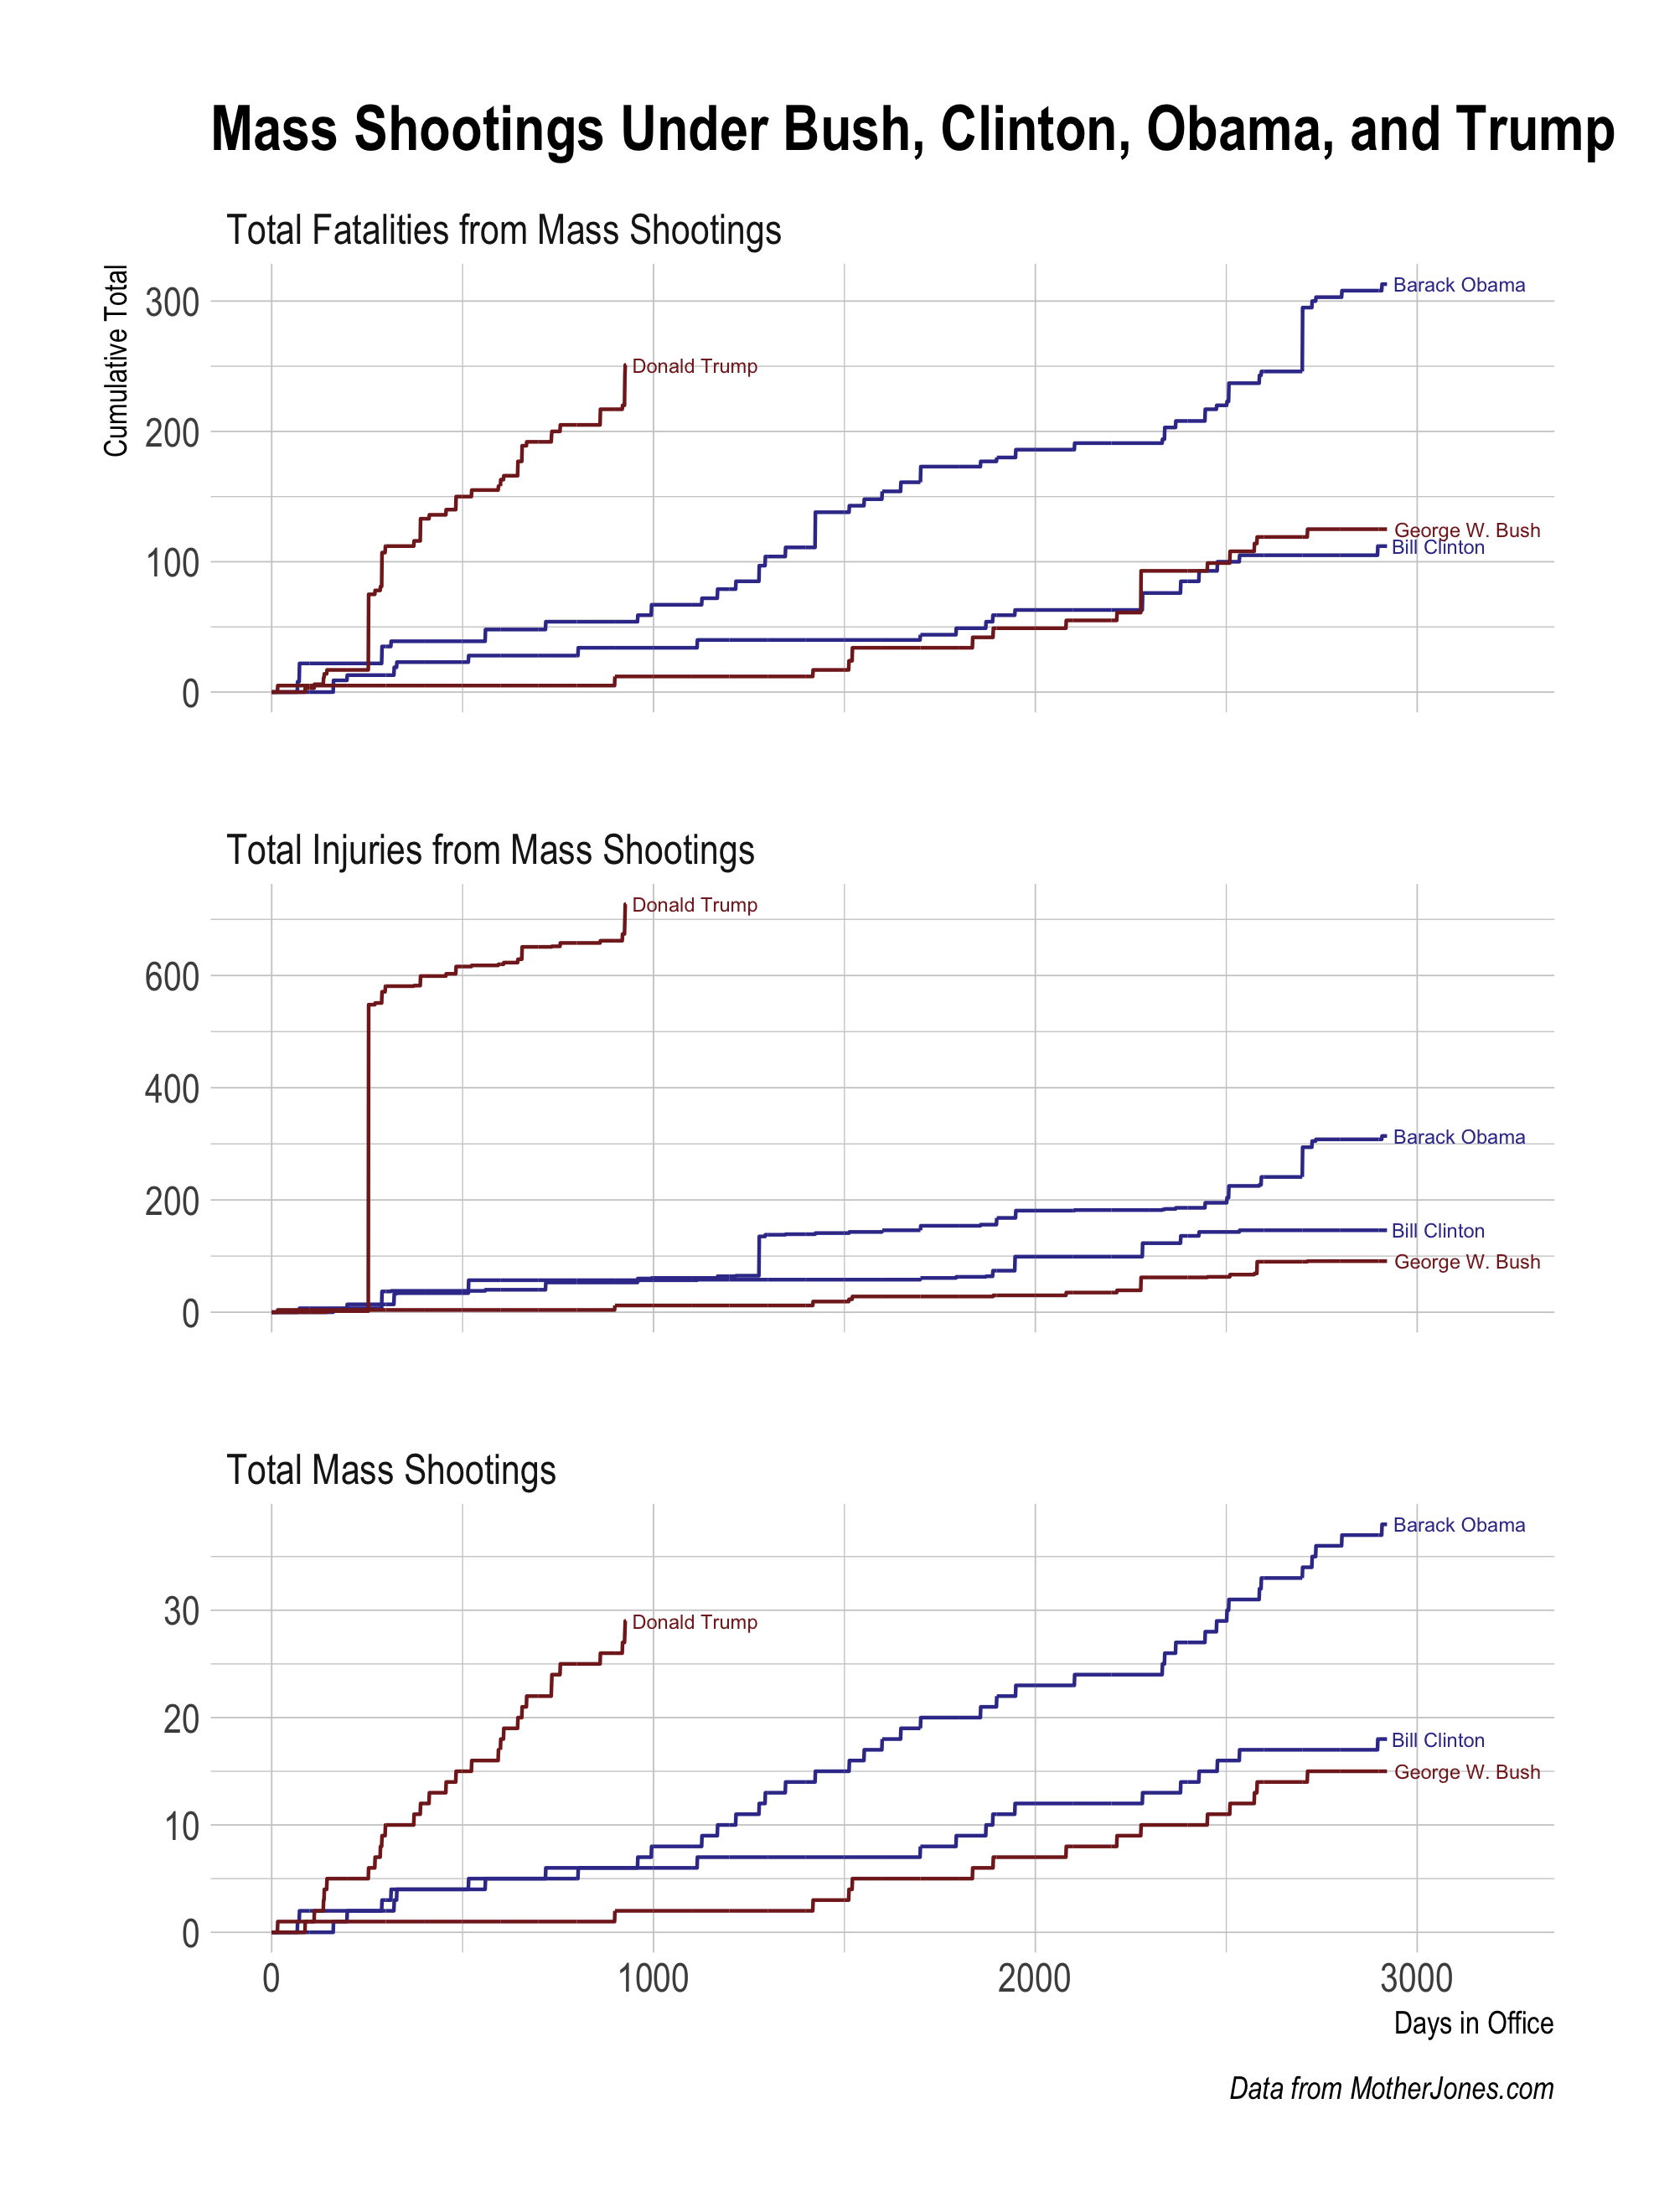 Mass Shootings Under Bush, Clinton, Obama, and Trump
Total Fatalities from Mass Shootings
Cumulative Total
300
200
100
0
Barack Obama
Donald Trump
George W. Bush
Bill Clinton
Total Injuries from Mass Shootings
600
400
200
0
Donald Trump
Barack Obama
Bill Clinton
George W. Bush
Total Mass Shootings
30
20
10
0
Barack Obama
Donald Trump
Bill Clinton
George W. Bush
0 1000 2000 3000
Days in Office
Data from MotherJones.com